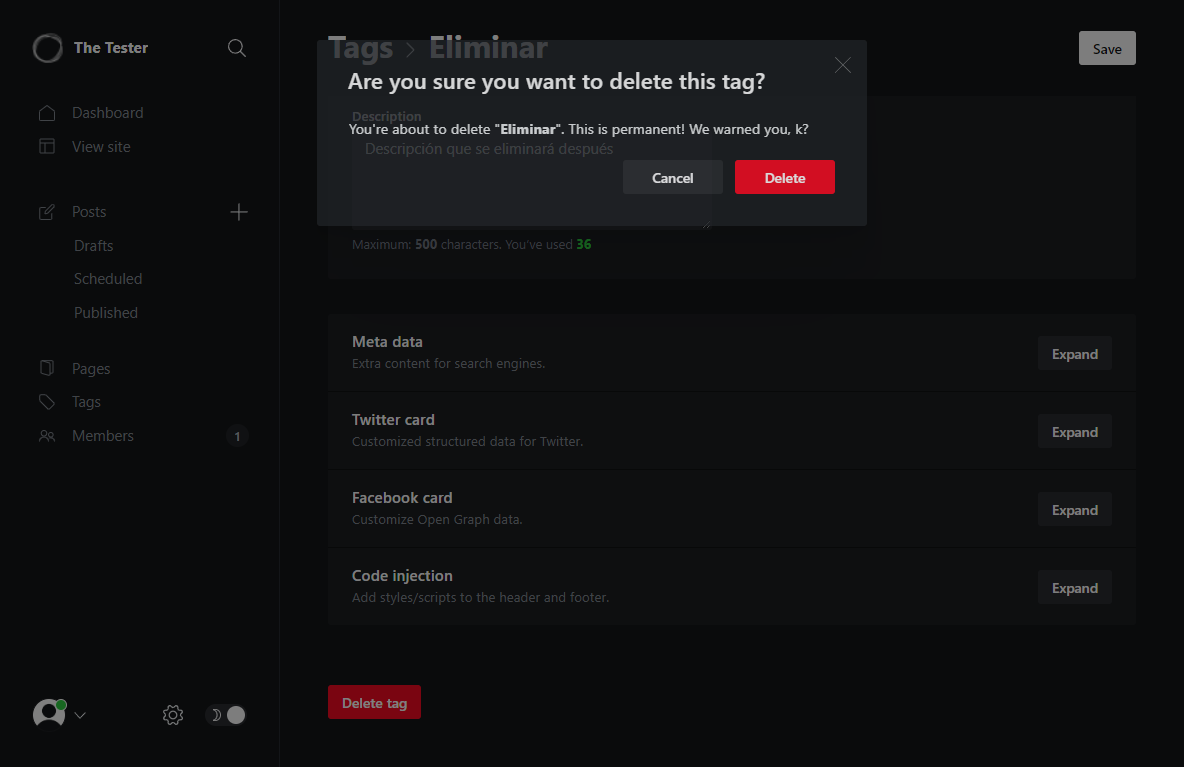 The Tester
Dashboard
View site
Posts
Drafts
Scheduled
Published
Pages
Tags
Members 1
Tags > Eliminar
Save
Are you sure you want to delete this tag?
Description
You're about to delete "Eliminar". This is permanent! We warned you, k?
Descripción que se eliminará después
Cancel Delete
Maximum: 500 characters. You've used 36
Meta data
Extra content for search engines.
Expand
Twitter card
Customized structured data for Twitter.
Expand
Facebook card
Customize Open Graph data.
Expand
Code injection
Add styles/scripts to the header and footer.
Expand
Delete tag